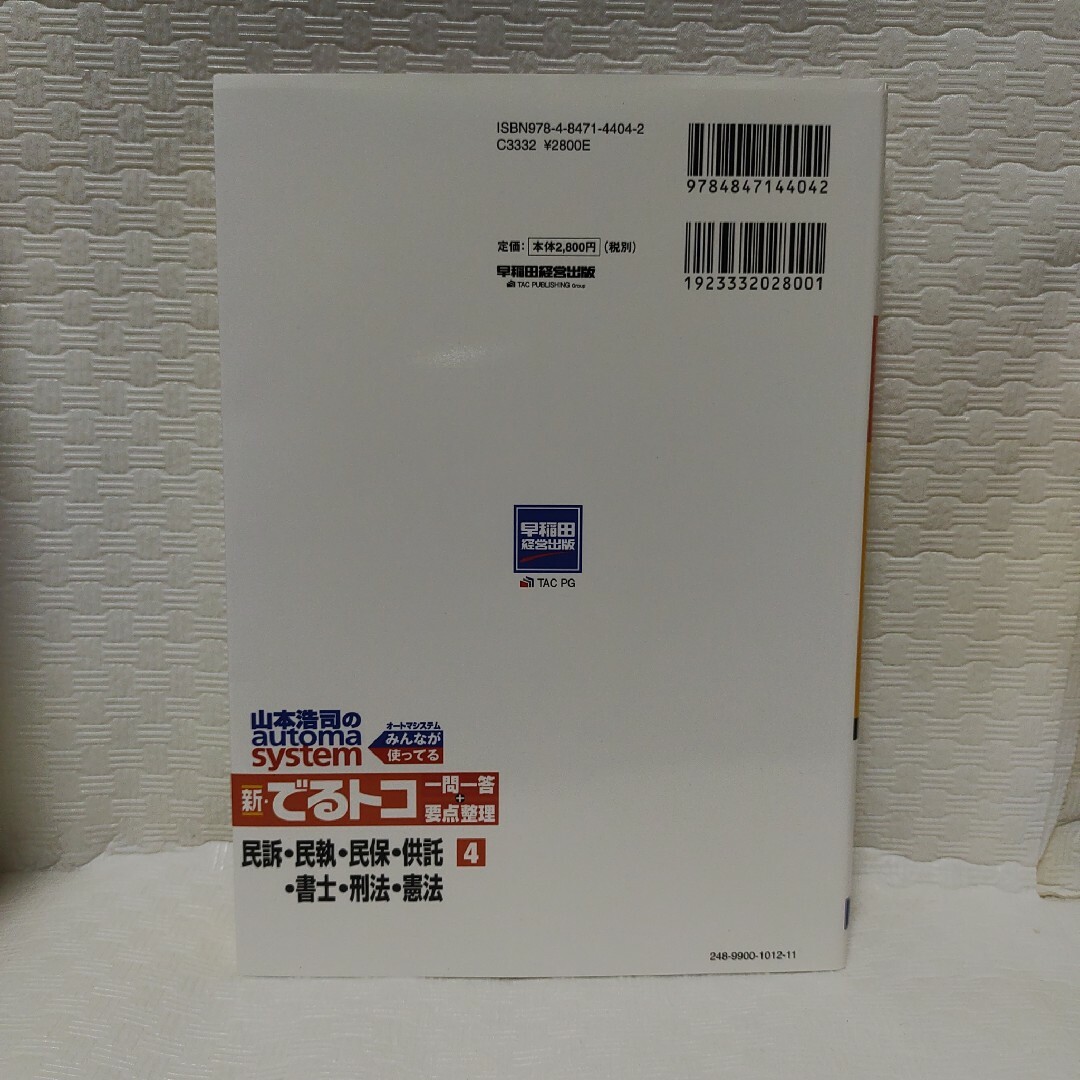 ISBN978-4-8471-4404-2
C3332 ¥2800E
9784847144042
定価: 本体2,800円 (税別)
早稲田経営出版
TAC PUBLISHING Group
1923332028001
早稲田
経営出版
TAC PG
山本浩司の
automa
system
オートマシステム
みんなが
使ってる
新・でるトコ
一問一答
+
要点整理
民訴・民執・民保・供託 4
・書士・刑法・憲法
248-9900-1012-11